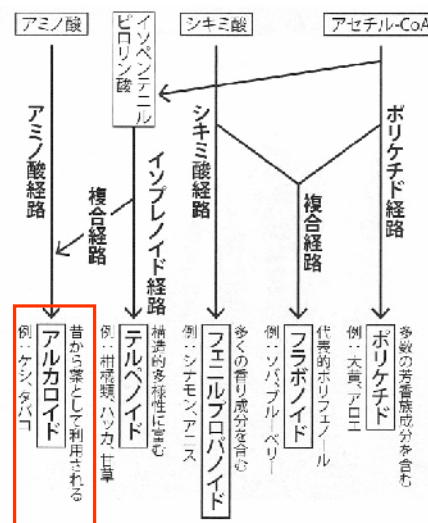 アミノ酸
イソペンテニル
ピロリン酸
シキミ酸
アセチル-CoA
アミノ酸経路
複合経路
イソプレノイド経路
シキミ酸経路
複合経路
ポリケチド経路
昔から薬として利用される
アルカロイド
例：ケシ、タバコ
構造的多様性に富む
テルペノイド
例：柑橘類、ハッカ、甘草
多くの香り成分を含む
フェニルプロパノイド
例：シナモン、アニス
代表的ポリフェノール
フラボノイド
例：ソバ、ブルーベリー
多数の芳香族成分を含む
ポリケチド
例：大黄、アロエ